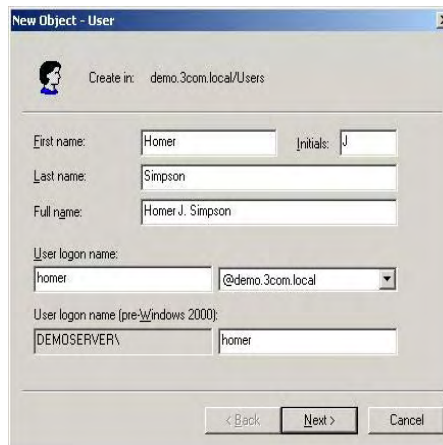 New Object - User
Create in: demo.3com.local/Users
First name: Homer Initials: J
Last name: Simpson
Full name: Homer J. Simpson
User logon name:
homer @demo.3com.local
User logon name (pre-Windows 2000):
DEMOSERVER\ homer
< Back Next > Cancel